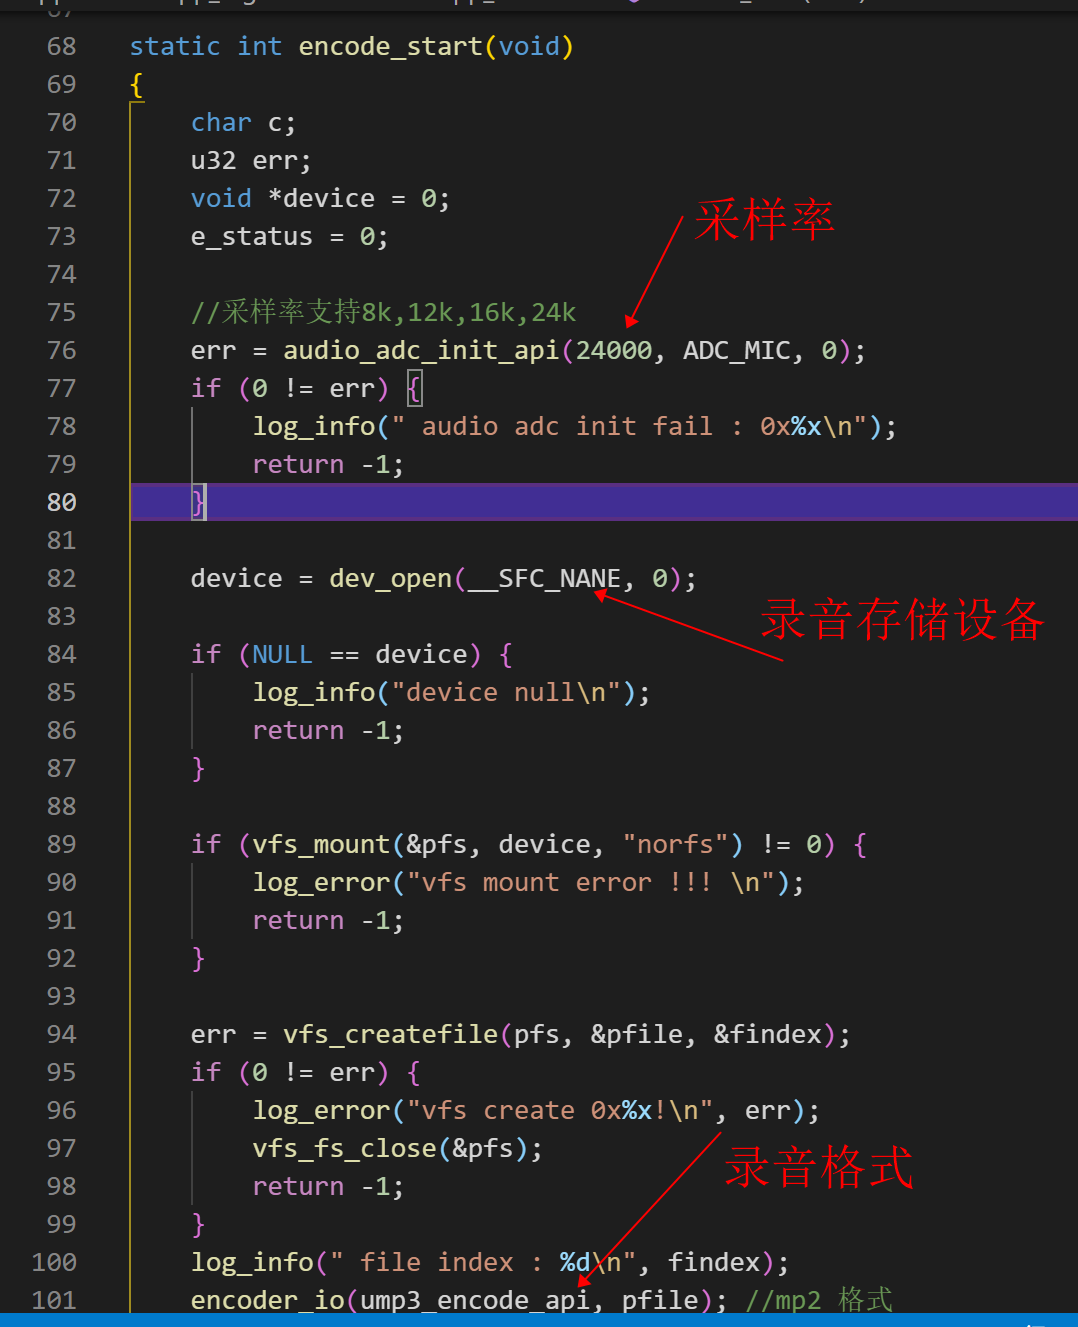 68 static int encode_start(void)
69 {
70 char c;
71 u32 err;
72 void *device = 0;
73 e_status = 0;
采样率
74
75 //采样率支持8k,12k,16k,24k
76 err = audio_adc_init_api(24000, ADC_MIC, 0);
77 if (0 != err) {
78 log_info(" audio adc init fail : 0x%x\n");
79 return -1;
80 }
81
82 device = dev_open(__SFC_NANE, 0);
83
录音存储设备
84 if (NULL == device) {
85 log_info("device null\n");
86 return -1;
87 }
88
89 if (vfs_mount(&pfs, device, "norfs") != 0) {
90 log_error("vfs mount error !!! \n");
91 return -1;
92 }
93
94 err = vfs_createfile(pfs, &pfile, &findex);
95 if (0 != err) {
96 log_error("vfs create 0x%x!\n", err);
97 vfs_fs_close(&pfs);
录音格式
98 return -1;
99 }
100 log_info(" file index : %d\n", findex);
101 encoder_io(ump3_encode_api, pfile); //mp2 格式